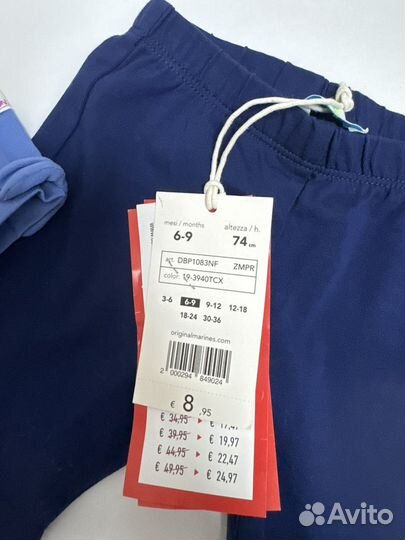 mesi / months altezza / h.
6-9 74 cm
art. DBP1083NF ZMPR
color: 19-3940TCX
3-6 6-9 9-12 12-18
18-24 30-36
originalmarines.com
2 000294 849024
€ 8,95
€ 34,95 ▸ € 17,47
€ 39,95 ▸ € 19,97
€ 44,95 ▸ € 22,47
€ 49,95 ▸ € 24,97
Avito